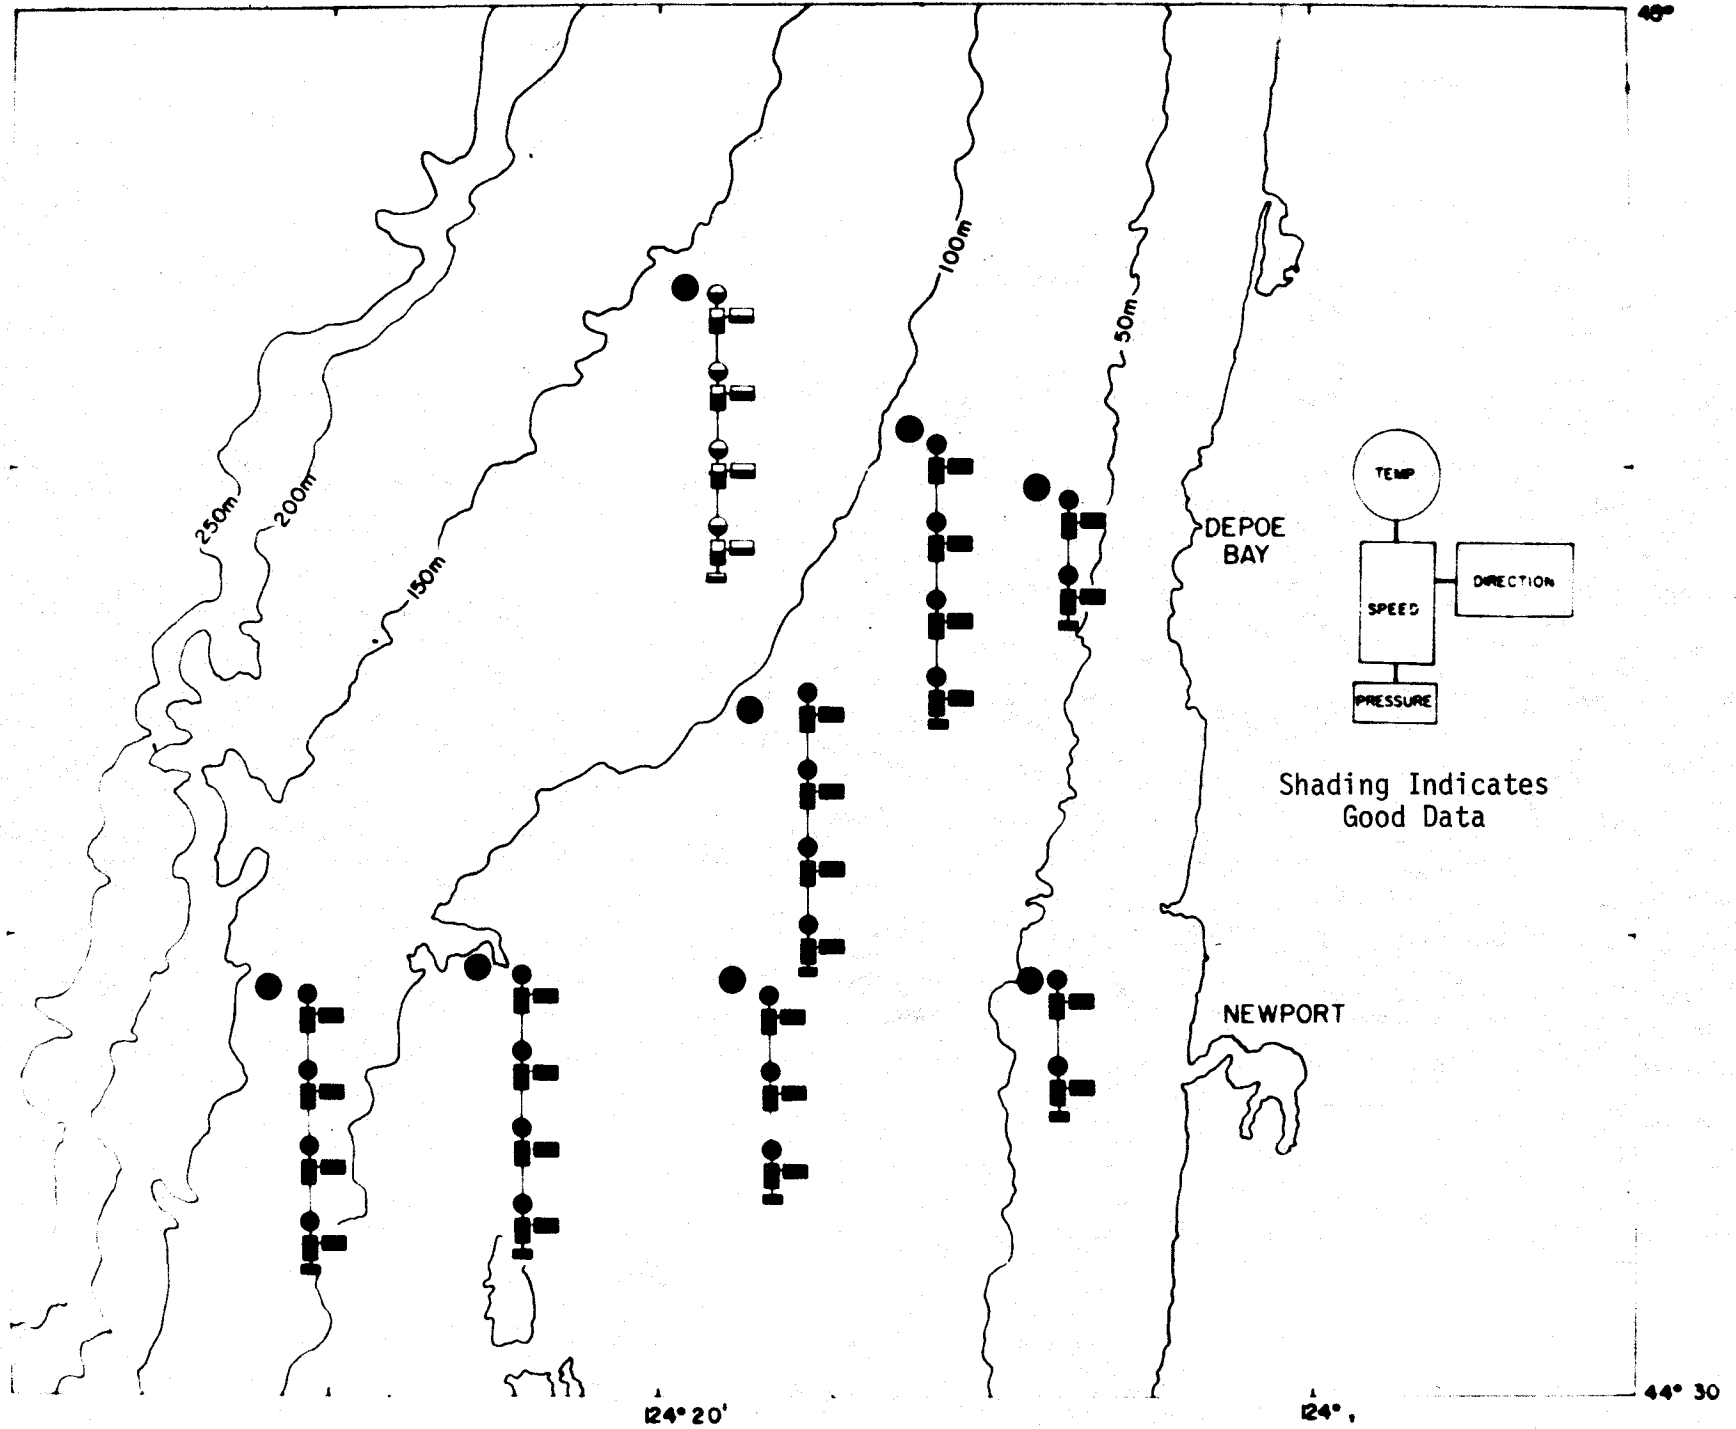 45°
100m
50m
250m
200m
150m
DEPOE
BAY
TEMP
SPEED
DIRECTION
PRESSURE
Shading Indicates
Good Data
NEWPORT
44° 30
124° 20'
124°